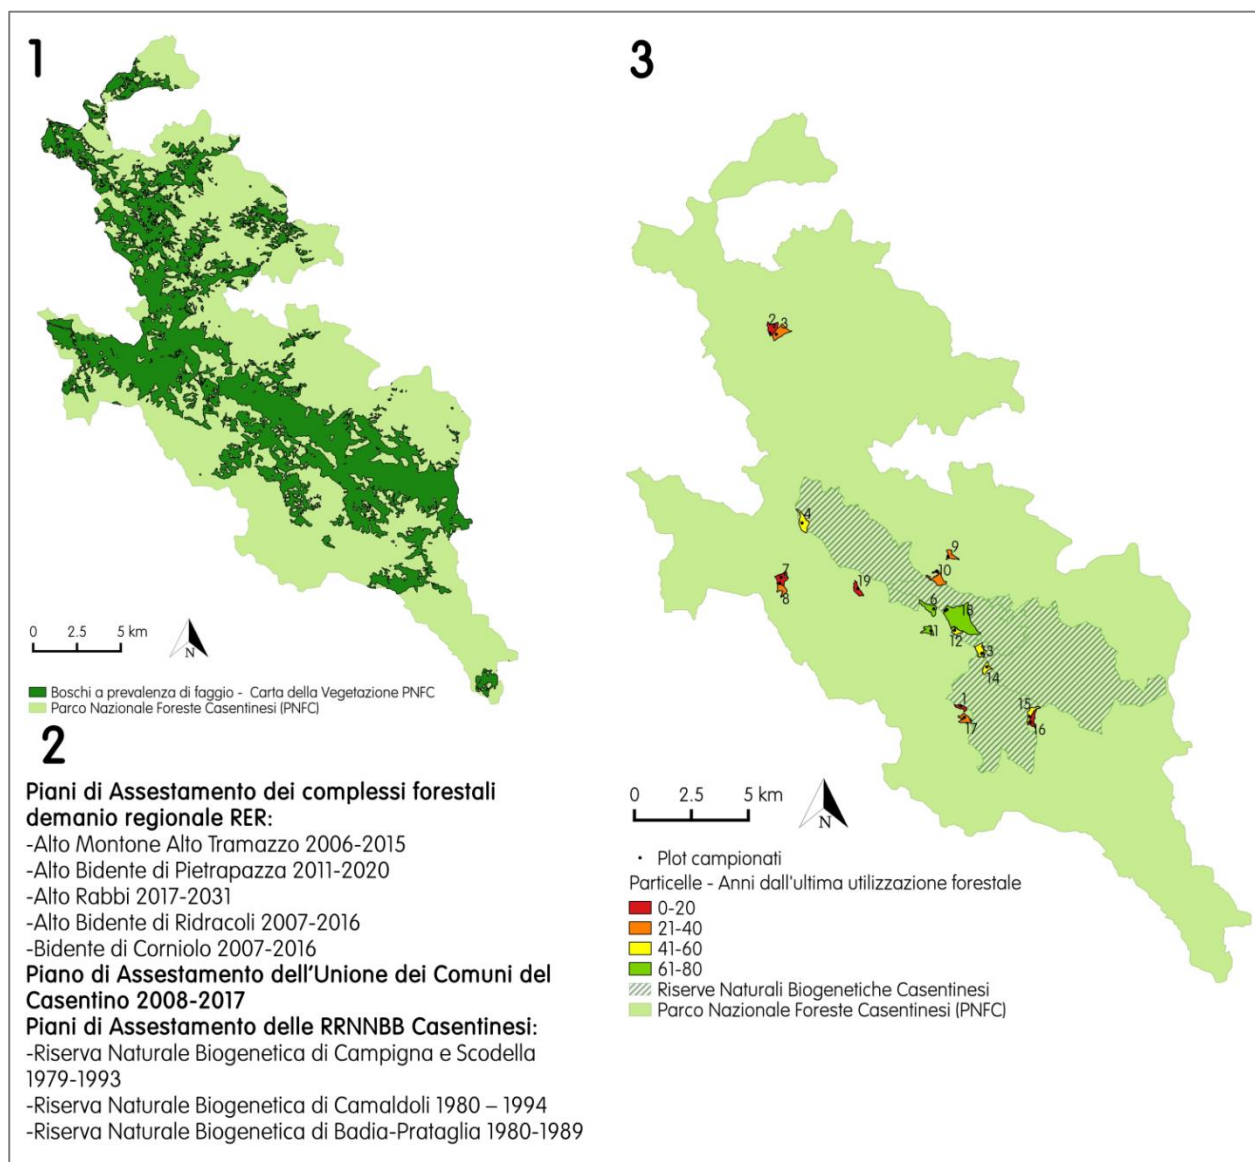 1
0 2.5 5 km
N
Boschi a prevalenza di faggio - Carta della Vegetazione PNFC
Parco Nazionale Foreste Casentinesi (PNFC)
2
Piani di Assestamento dei complessi forestali
demanio regionale RER:
-Alto Montone Alto Tramazzo 2006-2015
-Alto Bidente di Pietrapazza 2011-2020
-Alto Rabbi 2017-2031
-Alto Bidente di Ridracoli 2007-2016
-Bidente di Corniolo 2007-2016
Piano di Assestamento dell'Unione dei Comuni del
Casentino 2008-2017
Piani di Assestamento delle RRNNBB Casentinesi:
-Riserva Naturale Biogenetica di Campigna e Scodella
1979-1993
-Riserva Naturale Biogenetica di Camaldoli 1980 – 1994
-Riserva Naturale Biogenetica di Badia-Prataglia 1980-1989
3
2 3
4
9
7
10
19
8
6
18
12
14
1
15
17
16
0 2.5 5 km
N
Plot campionati
Particelle - Anni dall'ultima utilizzazione forestale
0-20
21-40
41-60
61-80
Riserve Naturali Biogenetiche Casentinesi
Parco Nazionale Foreste Casentinesi (PNFC)